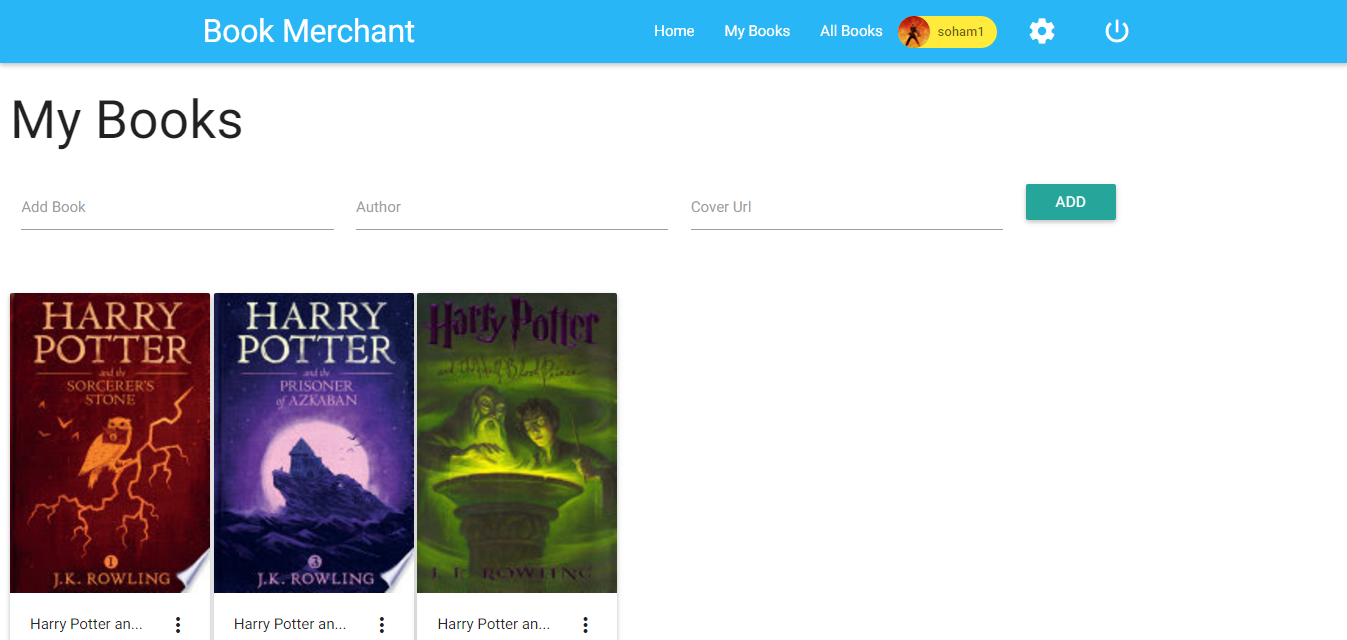 Book Merchant
Home
My Books
All Books
soham1
My Books
Add Book
Author
Cover Url
ADD
HARRY
POTTER
and the
SORCERER'S
STONE
1
J.K. ROWLING
HARRY
POTTER
and the
PRISONER
of AZKABAN
3
J.K. ROWLING
Harry Potter
and the Half-Blood Prince
J. K. ROWLING
Harry Potter an...
Harry Potter an...
Harry Potter an...